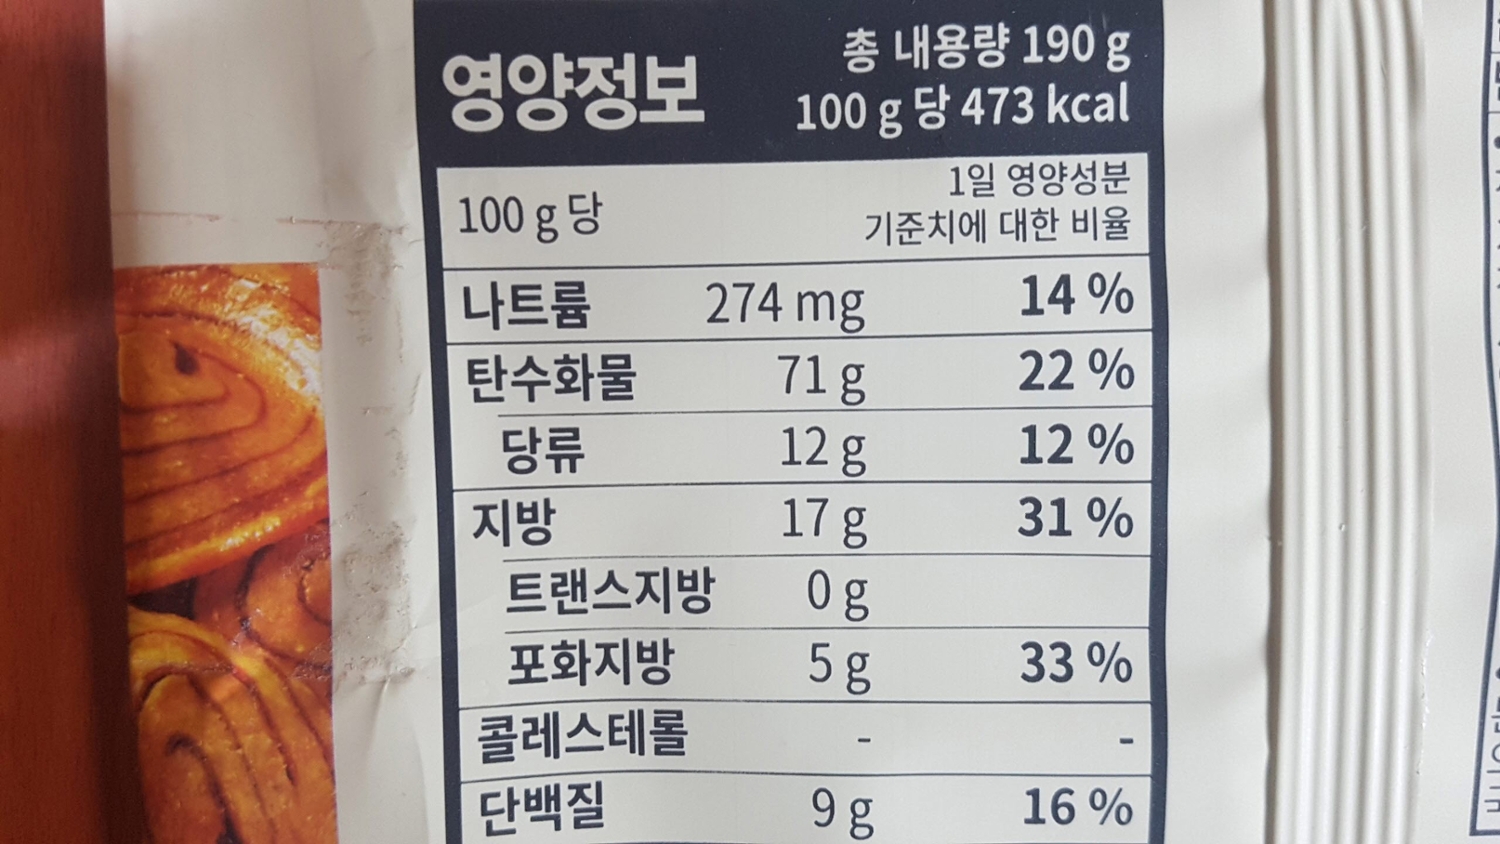 영양정보
총 내용량 190 g
100 g 당 473 kcal
100 g 당
1일 영양성분
기준치에 대한 비율
나트륨 274 mg 14 %
탄수화물 71 g 22 %
당류 12 g 12 %
지방 17 g 31 %
트랜스지방 0 g
포화지방 5 g 33 %
콜레스테롤 - -
단백질 9 g 16 %